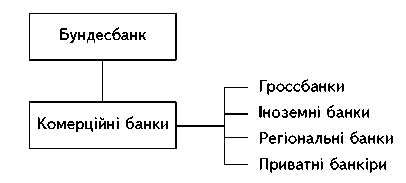 Бундесбанк
Комерційні банки
Гроссбанки
Іноземні банки
Регіональні банки
Приватні банкіри